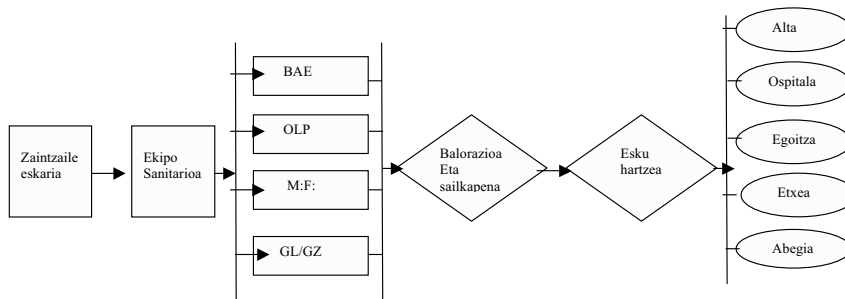 Zaintzaile
eskaria
Ekipo
Sanitarioa
BAE
OLP
M:F:
GL/GZ
Balorazioa
Eta
sailkapena
Esku
hartzea
Alta
Ospitala
Egoitza
Etxea
Abegia